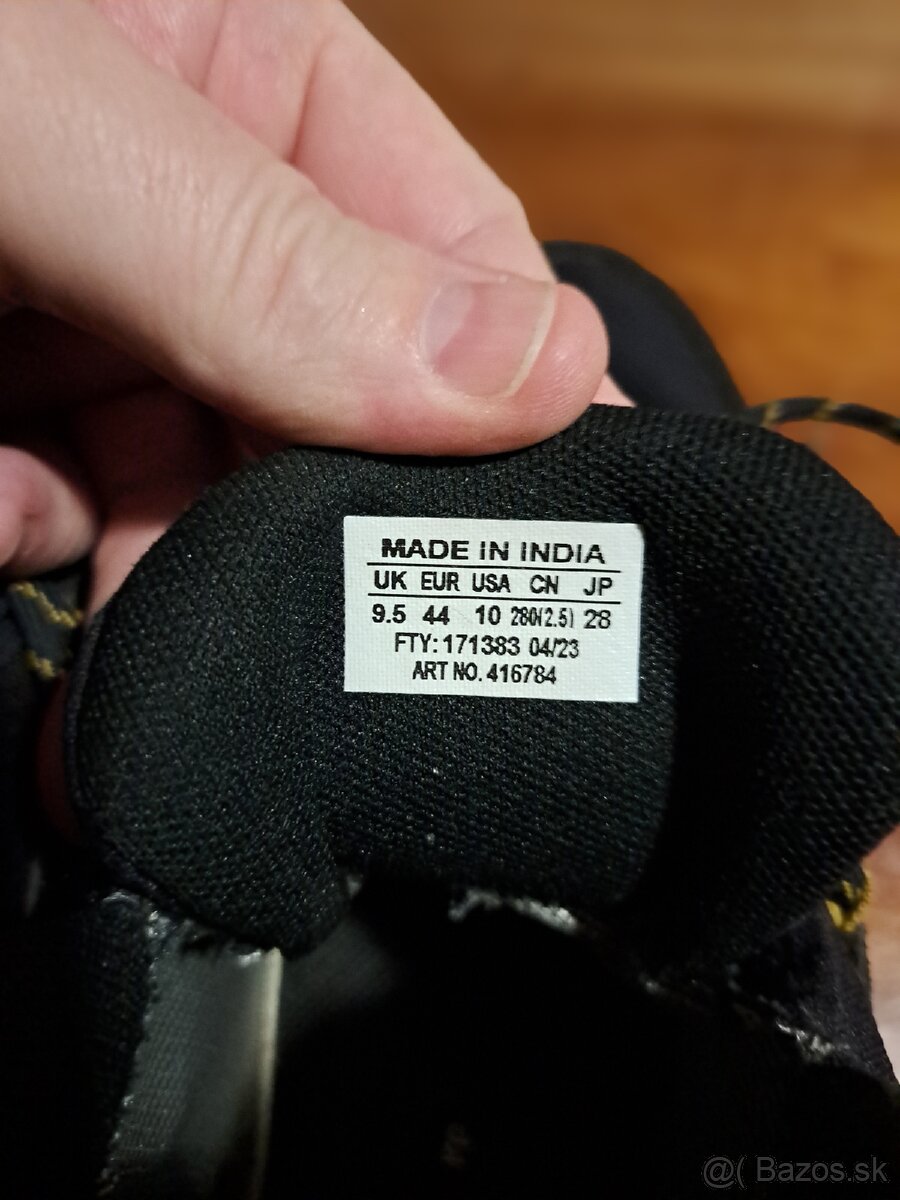 MADE IN INDIA
UK EUR USA CN JP
9.5 44 10 280(2.5) 28
FTY: 171383 04/23
ART NO. 416784
@( Bazos.sk